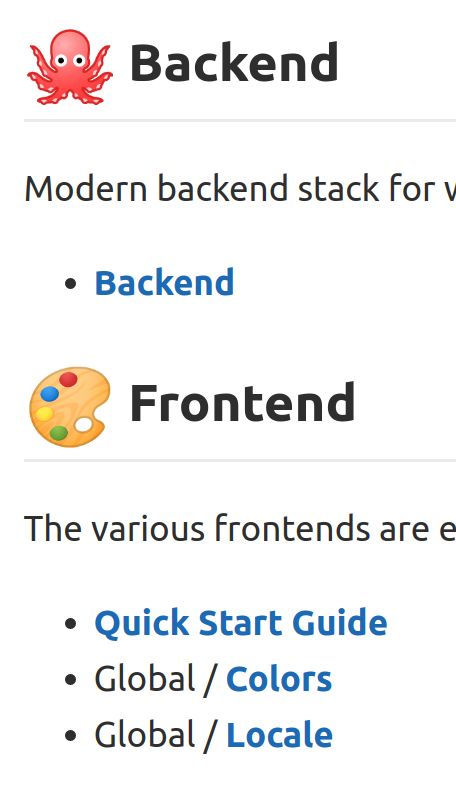 Backend
Modern backend stack for
Backend
Frontend
The various frontends are
Quick Start Guide
Global / Colors
Global / Locale